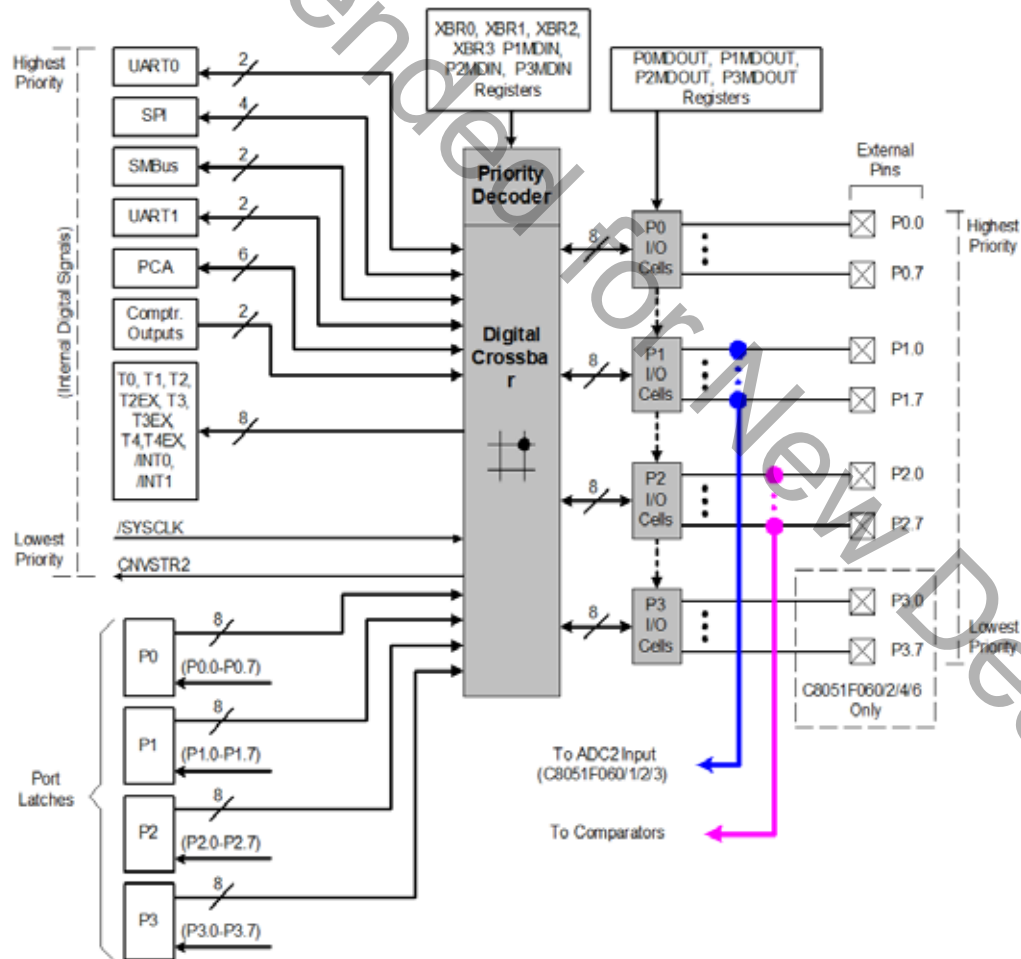 XBR0, XBR1, XBR2,
XBR3 P1MDIN,
P2MDIN, P3MDIN
Registers
P0MDOUT, P1MDOUT,
P2MDOUT, P3MDOUT
Registers
Highest
Priority
UART0
2
SPI
4
SMBus
2
UART1
2
PCA
6
Comptr.
Outputs
2
T0, T1, T2,
T2EX, T3,
T3EX,
T4,T4EX,
/INT0,
/INT1
8
(Internal Digital Signals)
Lowest
Priority
/SYSCLK
CNVSTR2
Priority
Decoder
Digital
Crossba
r
External
Pins
8
P0
I/O
Cells
P0.0
P0.7
Highest
Priority
8
P1
I/O
Cells
P1.0
P1.7
8
P2
I/O
Cells
P2.0
P2.7
8
P3
I/O
Cells
P3.0
P3.7
Lowest
Priority
C8051F060/2/4/6
Only
To ADC2 Input
(C8051F060/1/2/3)
To Comparators
Port
Latches
P0
8
(P0.0-P0.7)
P1
8
(P1.0-P1.7)
P2
8
(P2.0-P2.7)
P3
8
(P3.0-P3.7)
ended for New De